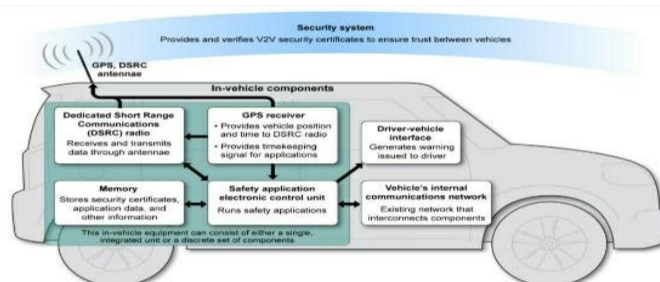 Security system
Provides and verifies V2V security certificates to ensure trust between vehicles
GPS, DSRC
antennae
In-vehicle components
Dedicated Short Range
Communications
(DSRC) radio
Receives and transmits
data through antennae
GPS receiver
• Provides vehicle position
and time to DSRC radio
• Provides timekeeping
signal for applications
Driver-vehicle
interface
Generates warning
issued to driver
Memory
Stores security certificates,
application data, and
other information
Safety application
electronic control unit
Runs safety applications
Vehicle's internal
communications network
Existing network that
interconnects components
This in-vehicle equipment can consist of either a single,
integrated unit or a discrete set of components